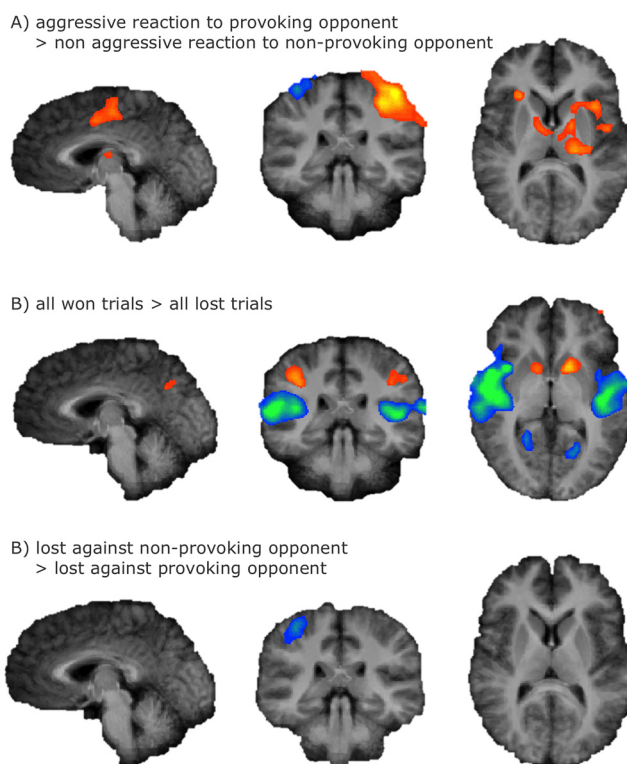 A) aggressive reaction to provoking opponent
> non aggressive reaction to non-provoking opponent
B) all won trials > all lost trials
B) lost against non-provoking opponent
> lost against provoking opponent